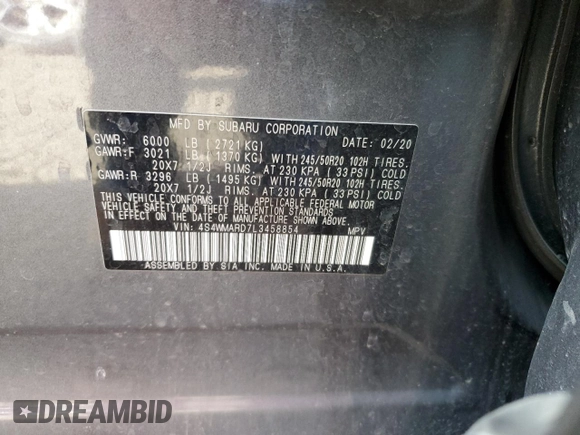 MFD BY SUBARU CORPORATION
GVWR: 6000 LB ( 2721 KG) DATE: 02/20
GAWR:F 3021 LB ( 1370 KG) WITH 245/50R20 102H TIRES.
20X7 1/2J RIMS. AT 230 KPA ( 33 PSI) COLD
GAWR:R 3296 LB ( 1495 KG) WITH 245/50R20 102H TIRES.
20X7 1/2J RIMS. AT 230 KPA ( 33 PSI) COLD
THIS VEHICLE CONFORMS TO ALL APPLICABLE FEDERAL MOTOR
VEHICLE SAFETY AND THEFT PREVENTION STANDARDS
IN EFFECT ON THE DATE OF MANUFACTURE SHOWN ABOVE.
VIN: 4S4WMARD7L3458854 MPV
ASSEMBLED BY SIA INC. MADE IN U.S.A.
DREAMBID